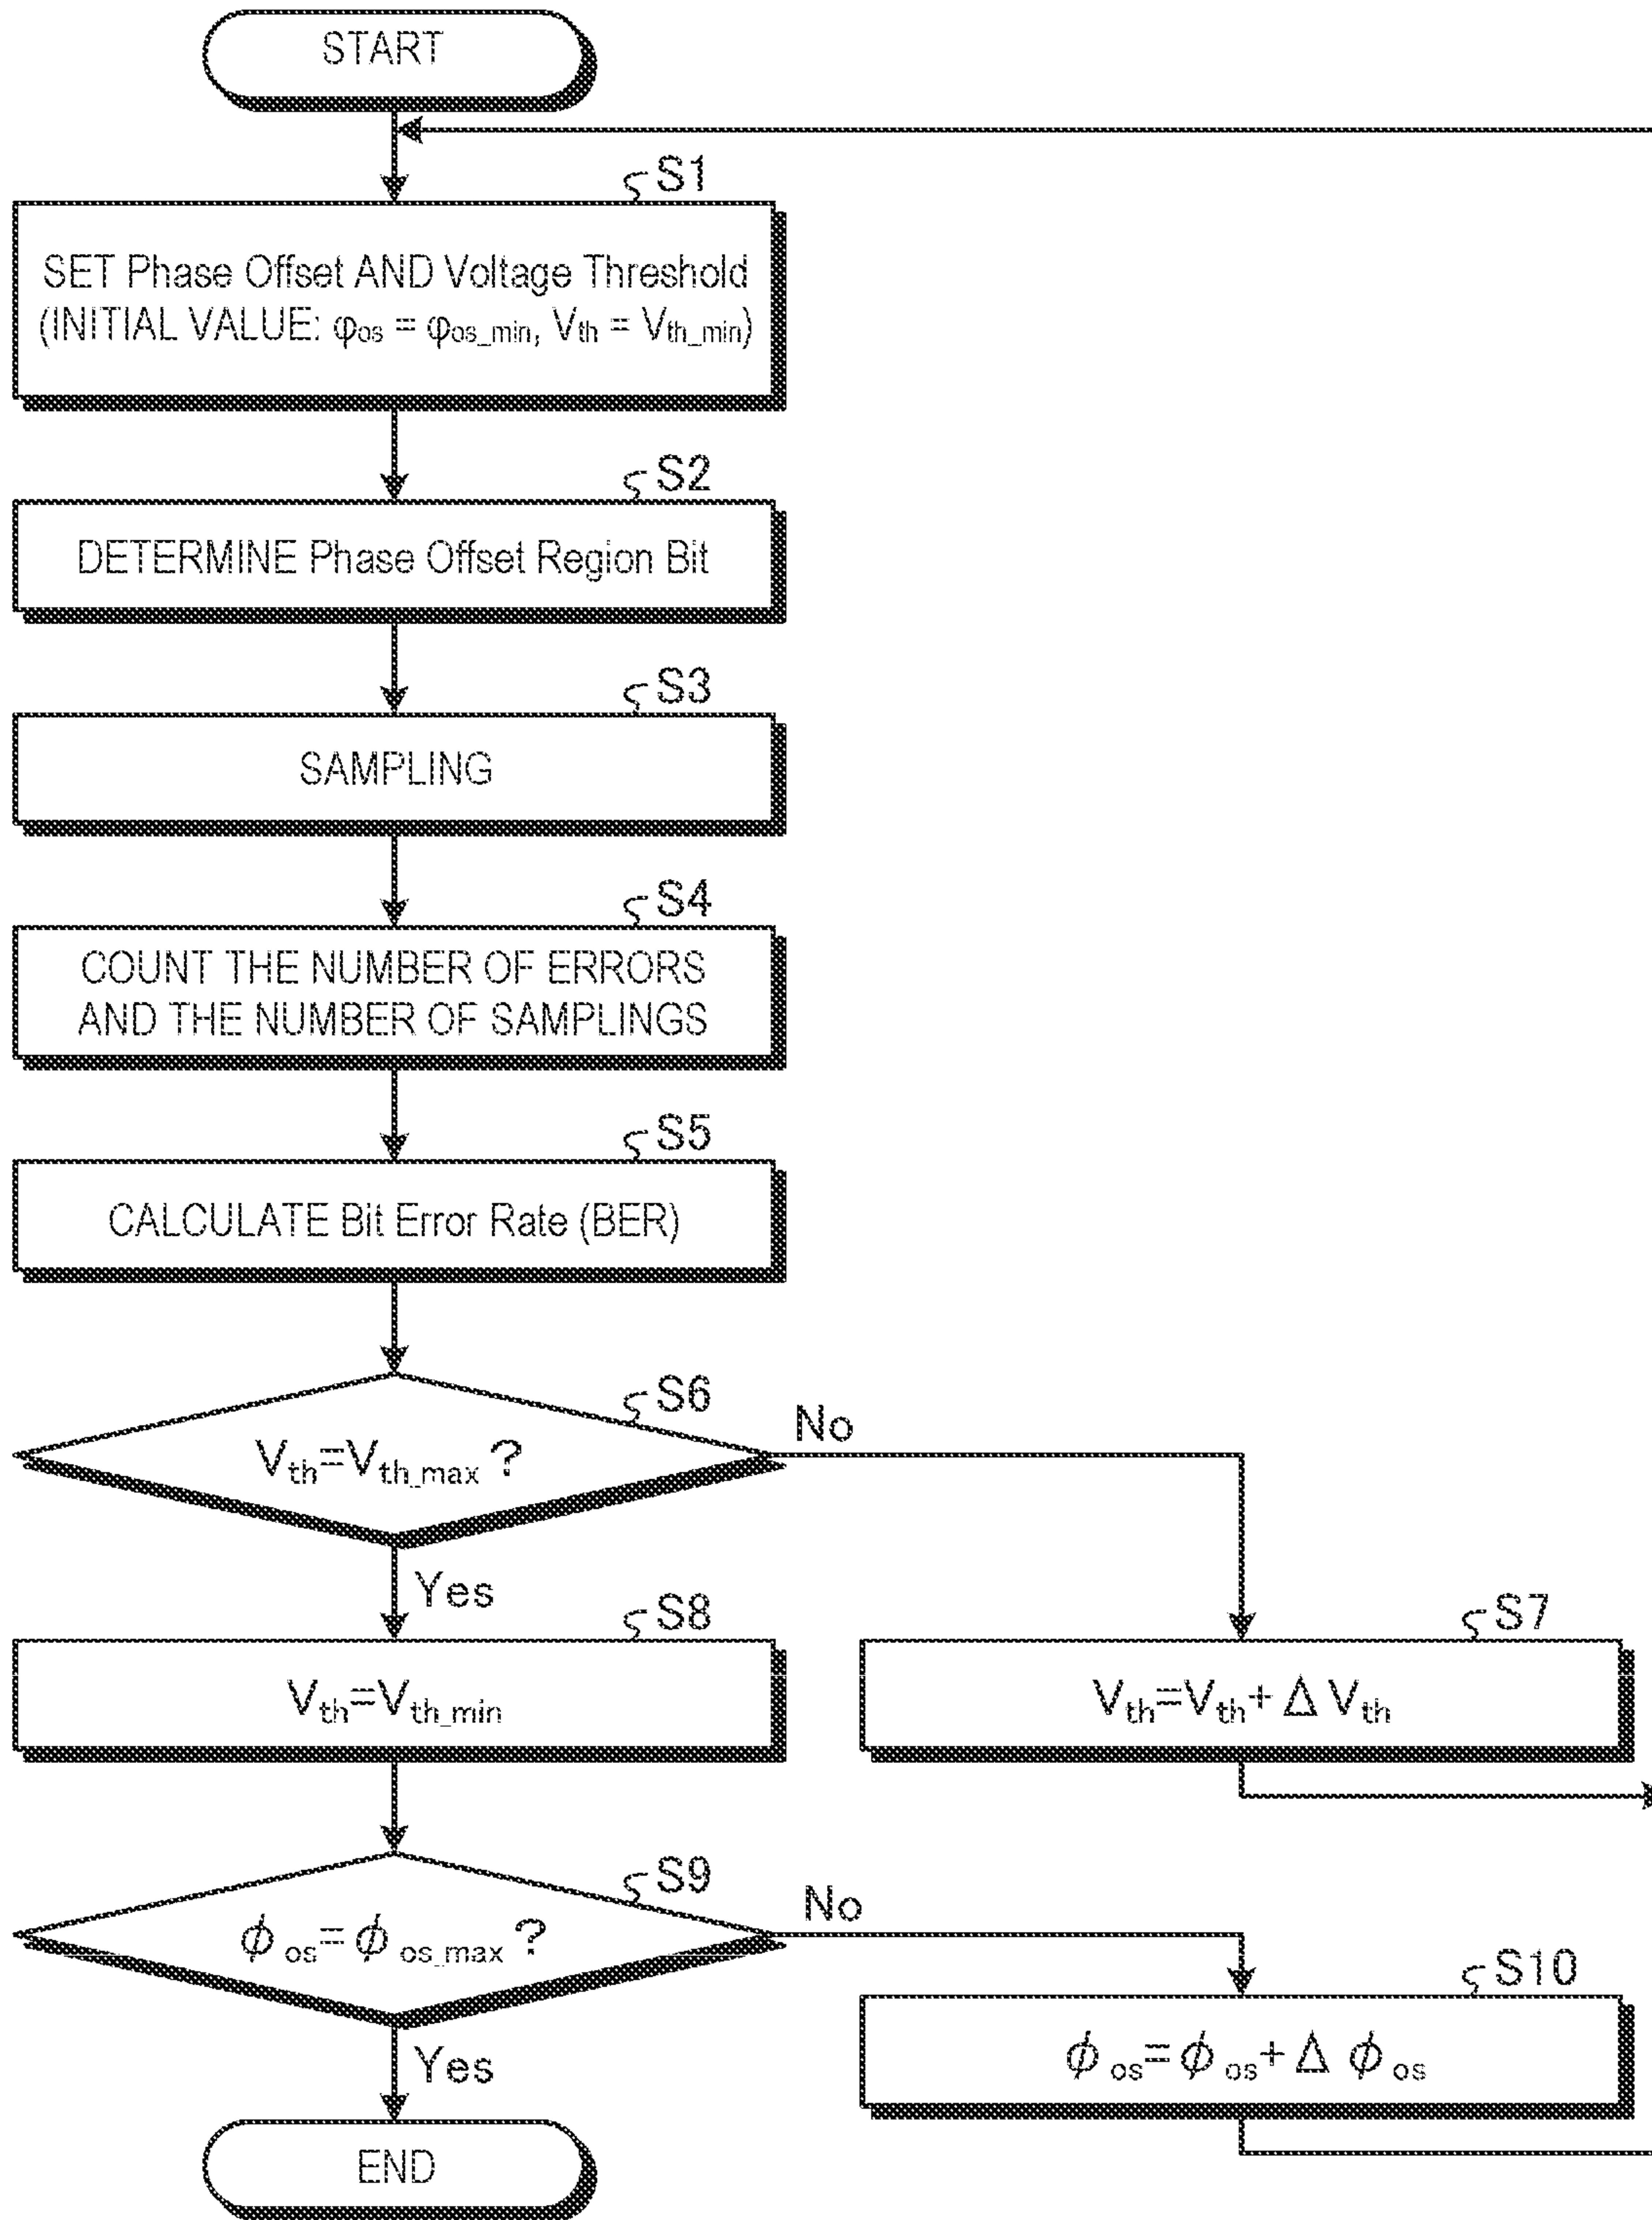 START
S1
SET Phase Offset AND Voltage Threshold
(INITIAL VALUE: φos = φos_min, Vth = Vth_min)
S2
DETERMINE Phase Offset Region Bit
S3
SAMPLING
S4
COUNT THE NUMBER OF ERRORS
AND THE NUMBER OF SAMPLINGS
S5
CALCULATE Bit Error Rate (BER)
S6
Vth=Vth_max ?
No
Yes
S8
Vth=Vth_min
S7
Vth=Vth+ Δ Vth
S9
ϕos=ϕos_max ?
No
Yes
S10
ϕos=ϕos+ Δ ϕos
END